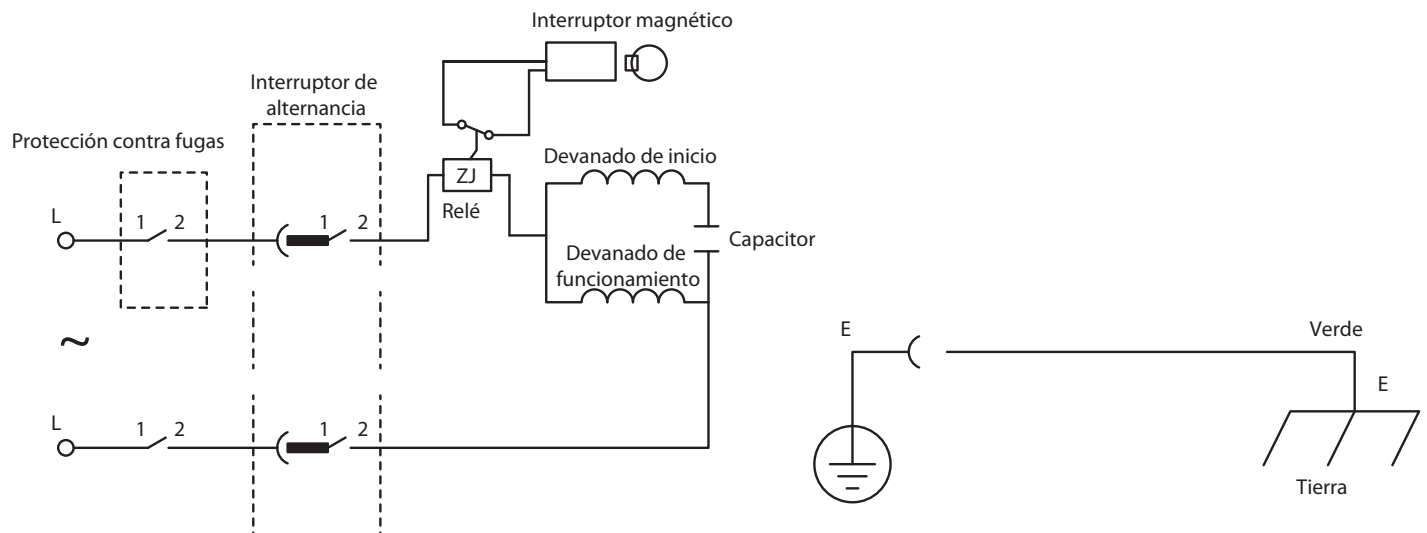 Interruptor magnético
Interruptor de
alternancia
Protección contra fugas
Devanado de inicio
ZJ
Relé
L
1 2
1 2
Capacitor
Devanado de
funcionamiento
~
E
Verde
E
L
1 2
1 2
Tierra